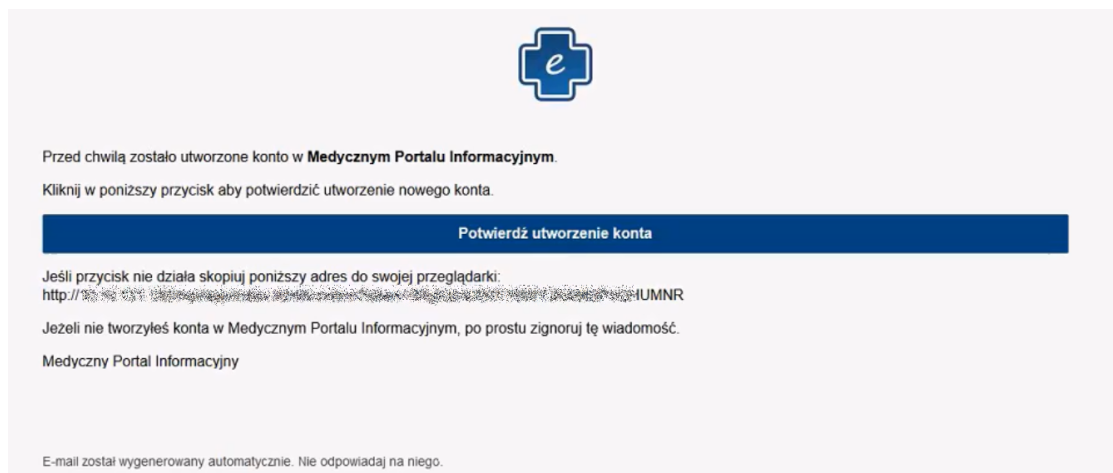 e
Przed chwilą zostało utworzone konto w Medycznym Portalu Informacyjnym.
Kliknij w poniższy przycisk aby potwierdzić utworzenie nowego konta.
Potwierdź utworzenie konta
Jeśli przycisk nie działa skopiuj poniższy adres do swojej przeglądarki:
http:// HUMNR
Jeżeli nie tworzyłeś konta w Medycznym Portalu Informacyjnym, po prostu zignoruj tę wiadomość.
Medyczny Portal Informacyjny
E-mail został wygenerowany automatycznie. Nie odpowiadaj na niego.